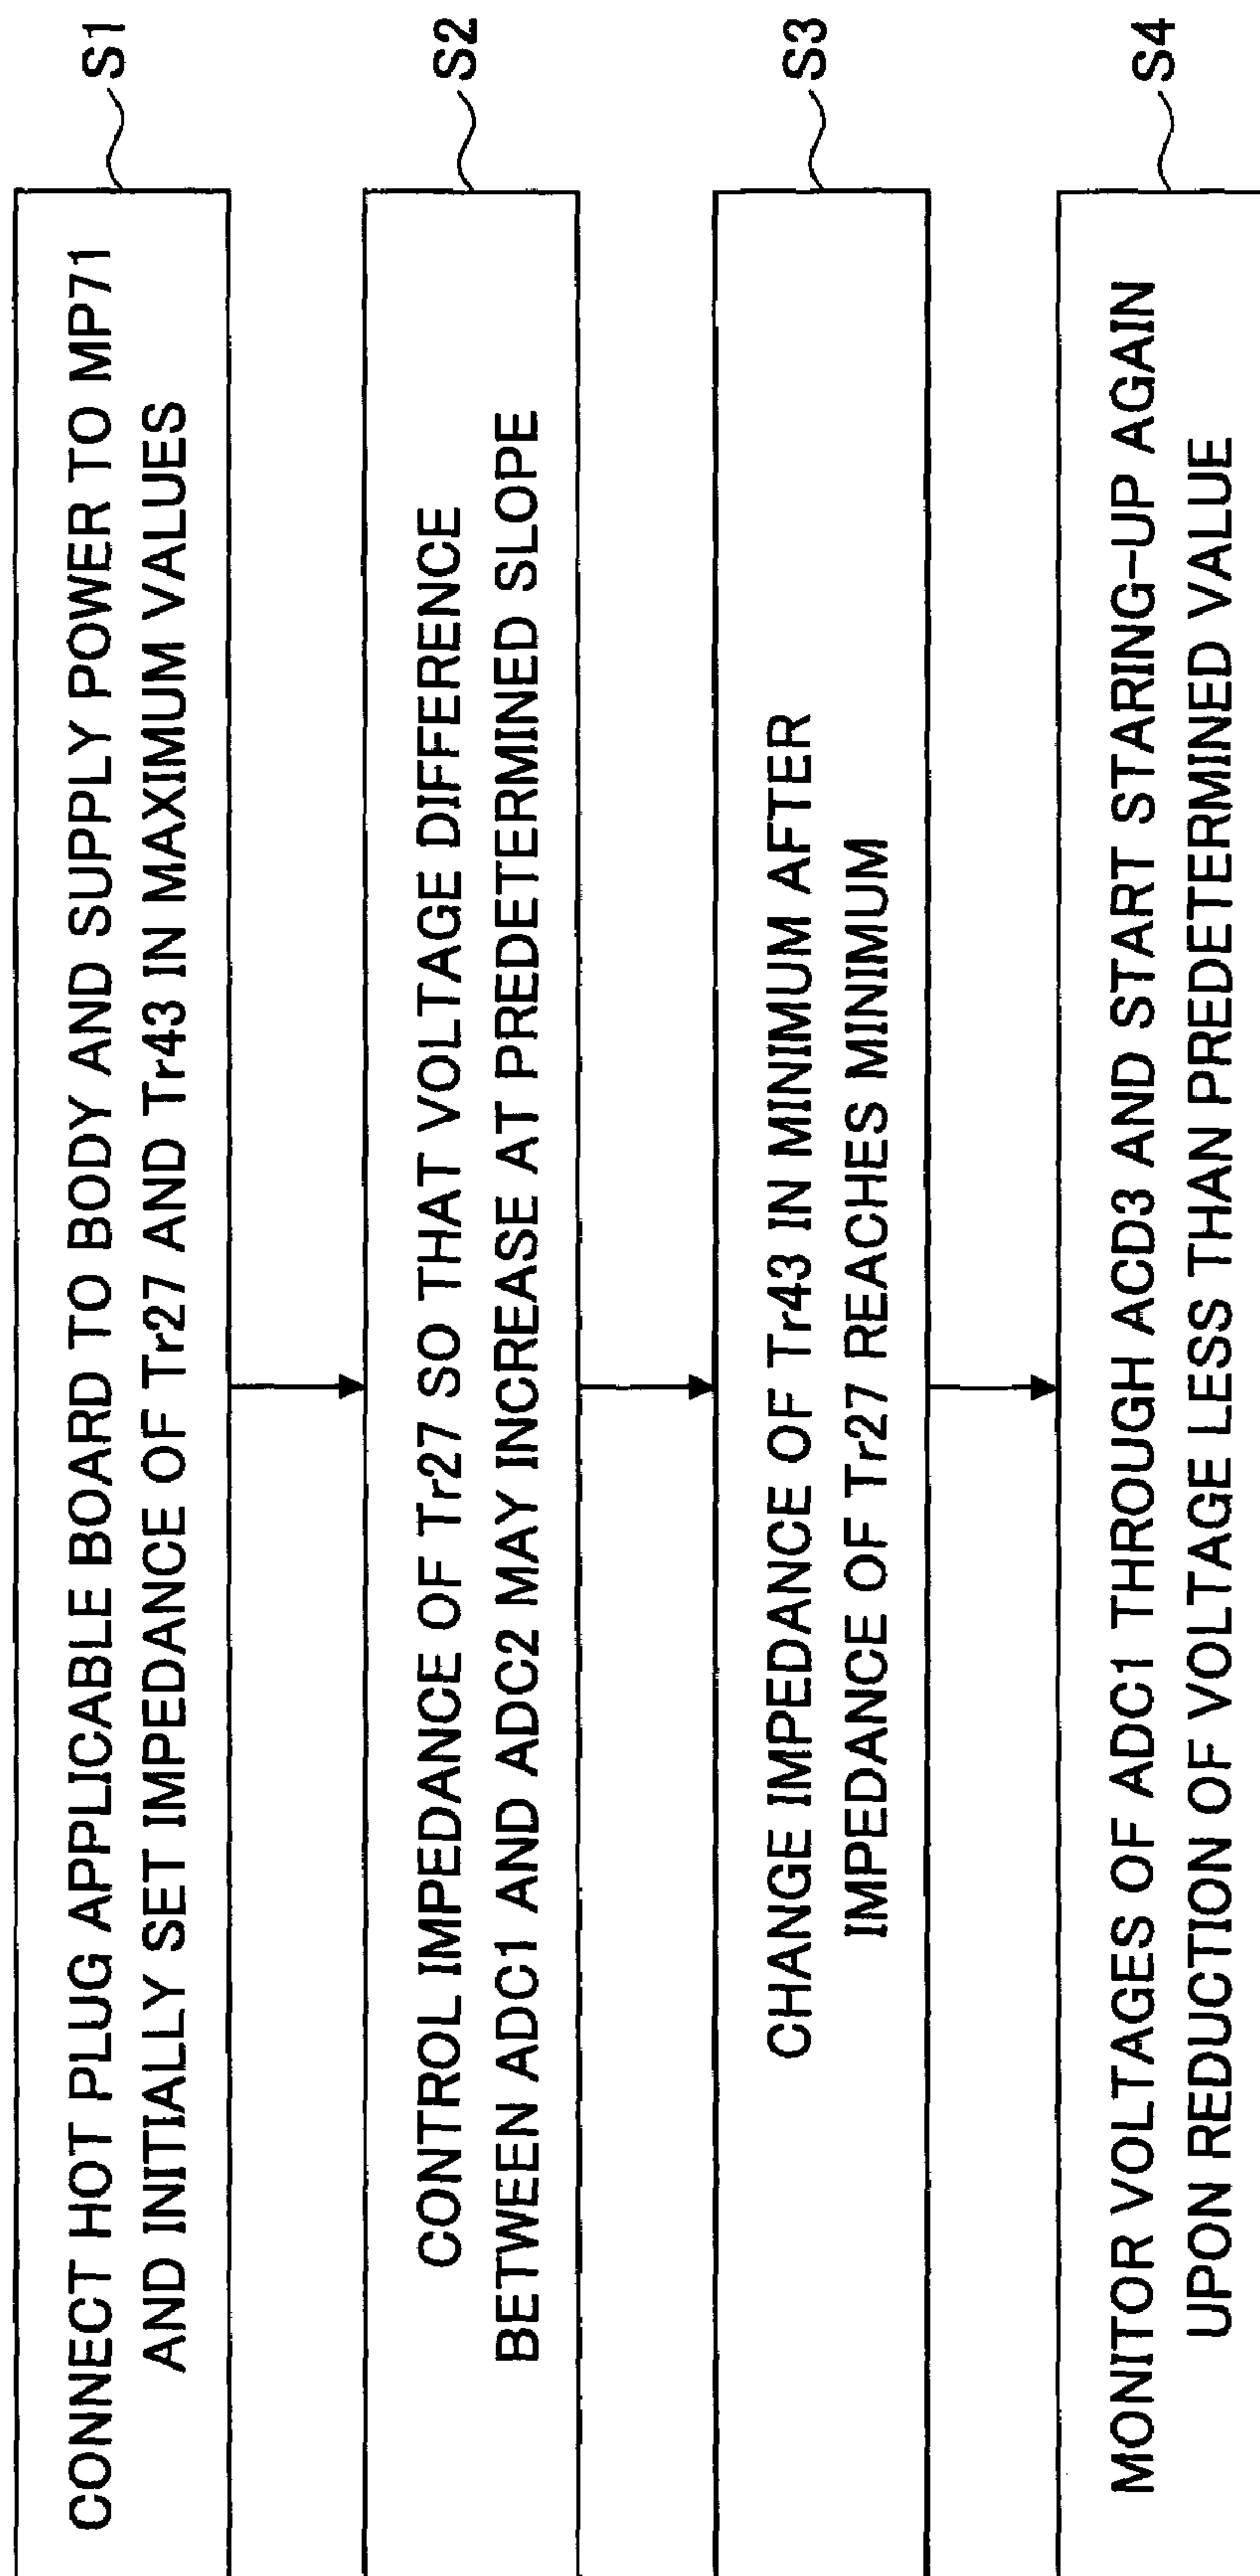 CONNECT HOT PLUG APPLICABLE BOARD TO BODY AND SUPPLY POWER TO MP71
AND INITIALLY SET IMPEDANCE OF Tr27 AND Tr43 IN MAXIMUM VALUES
S1
CONTROL IMPEDANCE OF Tr27 SO THAT VOLTAGE DIFFERENCE
BETWEEN ADC1 AND ADC2 MAY INCREASE AT PREDETERMINED SLOPE
S2
CHANGE IMPEDANCE OF Tr43 IN MINIMUM AFTER
IMPEDANCE OF Tr27 REACHES MINIMUM
S3
MONITOR VOLTAGES OF ADC1 THROUGH ACD3 AND START STARING-UP AGAIN
UPON REDUCTION OF VOLTAGE LESS THAN PREDETERMINED VALUE
S4